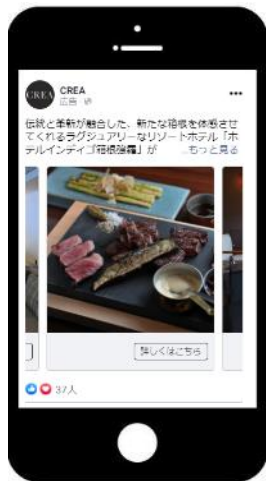 CREA
CREA
広告
伝統と革新が融合した、新たな箱根を体感させ
てくれるラグジュアリーなリゾートホテル「ホ
テルインディゴ箱根強羅」が …もっと見る
詳しくはこちら
37人